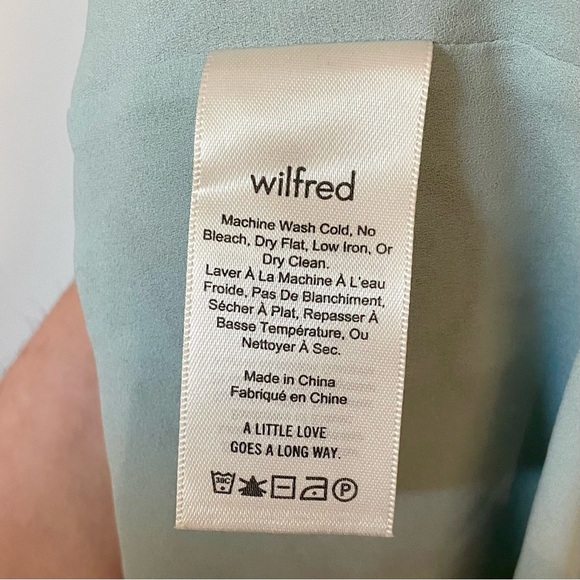 wilfred
Machine Wash Cold, No
Bleach, Dry Flat, Low Iron, Or
Dry Clean.
Laver À La Machine À L'eau
Froide, Pas De Blanchiment,
Sécher À Plat, Repasser À
Basse Température, Ou
Nettoyer À Sec.
Made in China
Fabriqué en Chine
A LITTLE LOVE
GOES A LONG WAY.
30C P